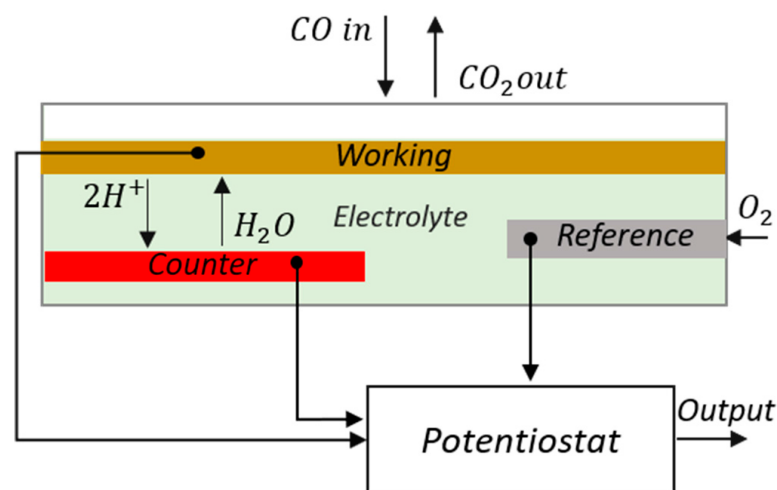 CO in
CO₂out
Working
2H⁺
H₂O
Electrolyte
O₂
Reference
Counter
Output
Potentiostat